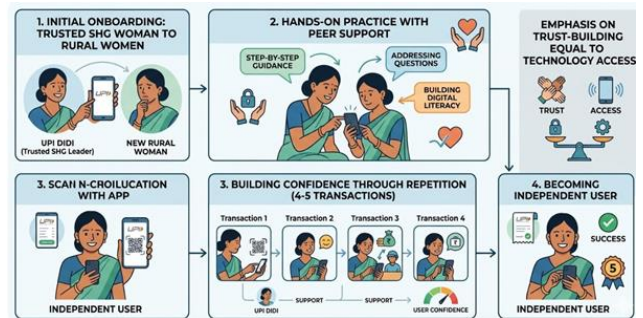 1. INITIAL ONBOARDING:
TRUSTED SHG WOMAN TO
RURAL WOMEN
UPI
UPI DIDI
(Trusted SHG Leader)
NEW RURAL
WOMAN
2. HANDS-ON PRACTICE WITH
PEER SUPPORT
STEP-BY-STEP
GUIDANCE
ADDRESSING
QUESTIONS
BUILDING
DIGITAL
LITERACY
EMPHASIS ON
TRUST-BUILDING
EQUAL TO
TECHNOLOGY ACCESS
TRUST
ACCESS
3. SCAN N-CROILUCATION
WITH APP
INDEPENDENT USER
3. BUILDING CONFIDENCE THROUGH REPETITION
(4-5 TRANSACTIONS)
Transaction 1
Transaction 2
Transaction 3
Transaction 4
UPI DIDI
SUPPORT
SUPPORT
USER CONFIDENCE
4. BECOMING
INDEPENDENT USER
SUCCESS
5
INDEPENDENT USER